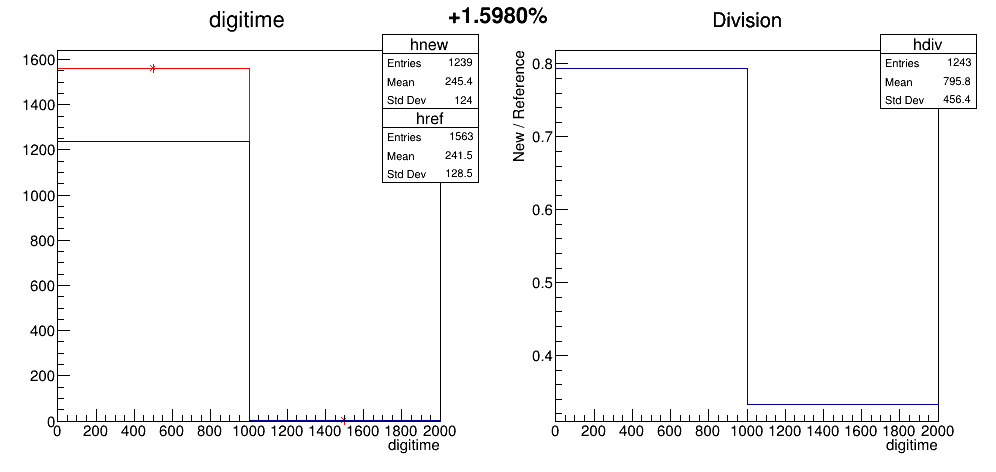 +1.5980%
digitime
hnew
Entries 1239
Mean 245.4
Std Dev 124
href
Entries 1563
Mean 241.5
Std Dev 128.5
1600
1400
1200
1000
800
600
400
200
0
0 200 400 600 800 1000 1200 1400 1600 1800 2000
digitime
Division
hdiv
Entries 1243
Mean 795.8
Std Dev 456.4
New / Reference
0.8
0.7
0.6
0.5
0.4
0 200 400 600 800 1000 1200 1400 1600 1800 2000
digitime